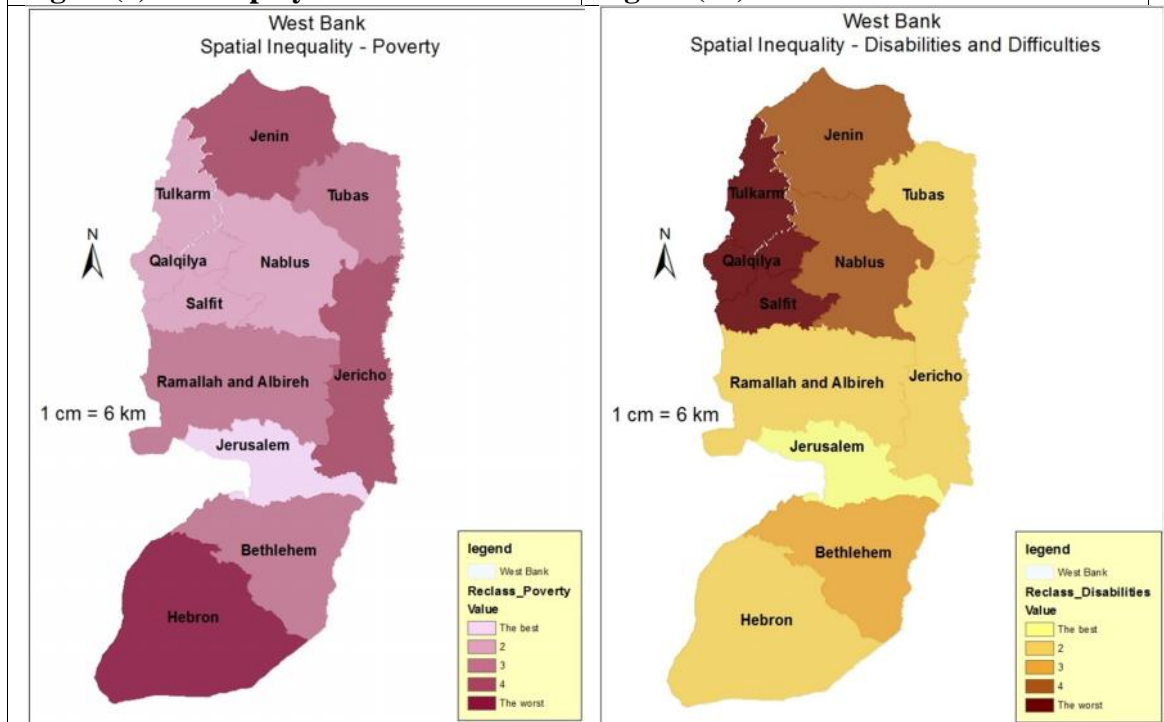 West Bank
Spatial Inequality - Poverty
Jenin
Tulkarm
Tubas
N
Qalqilya
Nablus
Salfit
Ramallah and Albireh
Jericho
1 cm = 6 km
Jerusalem
Bethlehem
Hebron
legend
West Bank
Reclass_Poverty
Value
The best
2
3
4
The worst
West Bank
Spatial Inequality - Disabilities and Difficulties
Jenin
Tulkarm
Tubas
N
Qalqilya
Nablus
Salfit
Ramallah and Albireh
Jericho
1 cm = 6 km
Jerusalem
Bethlehem
Hebron
legend
West Bank
Reclass_Disabilities
Value
The best
2
3
4
The worst